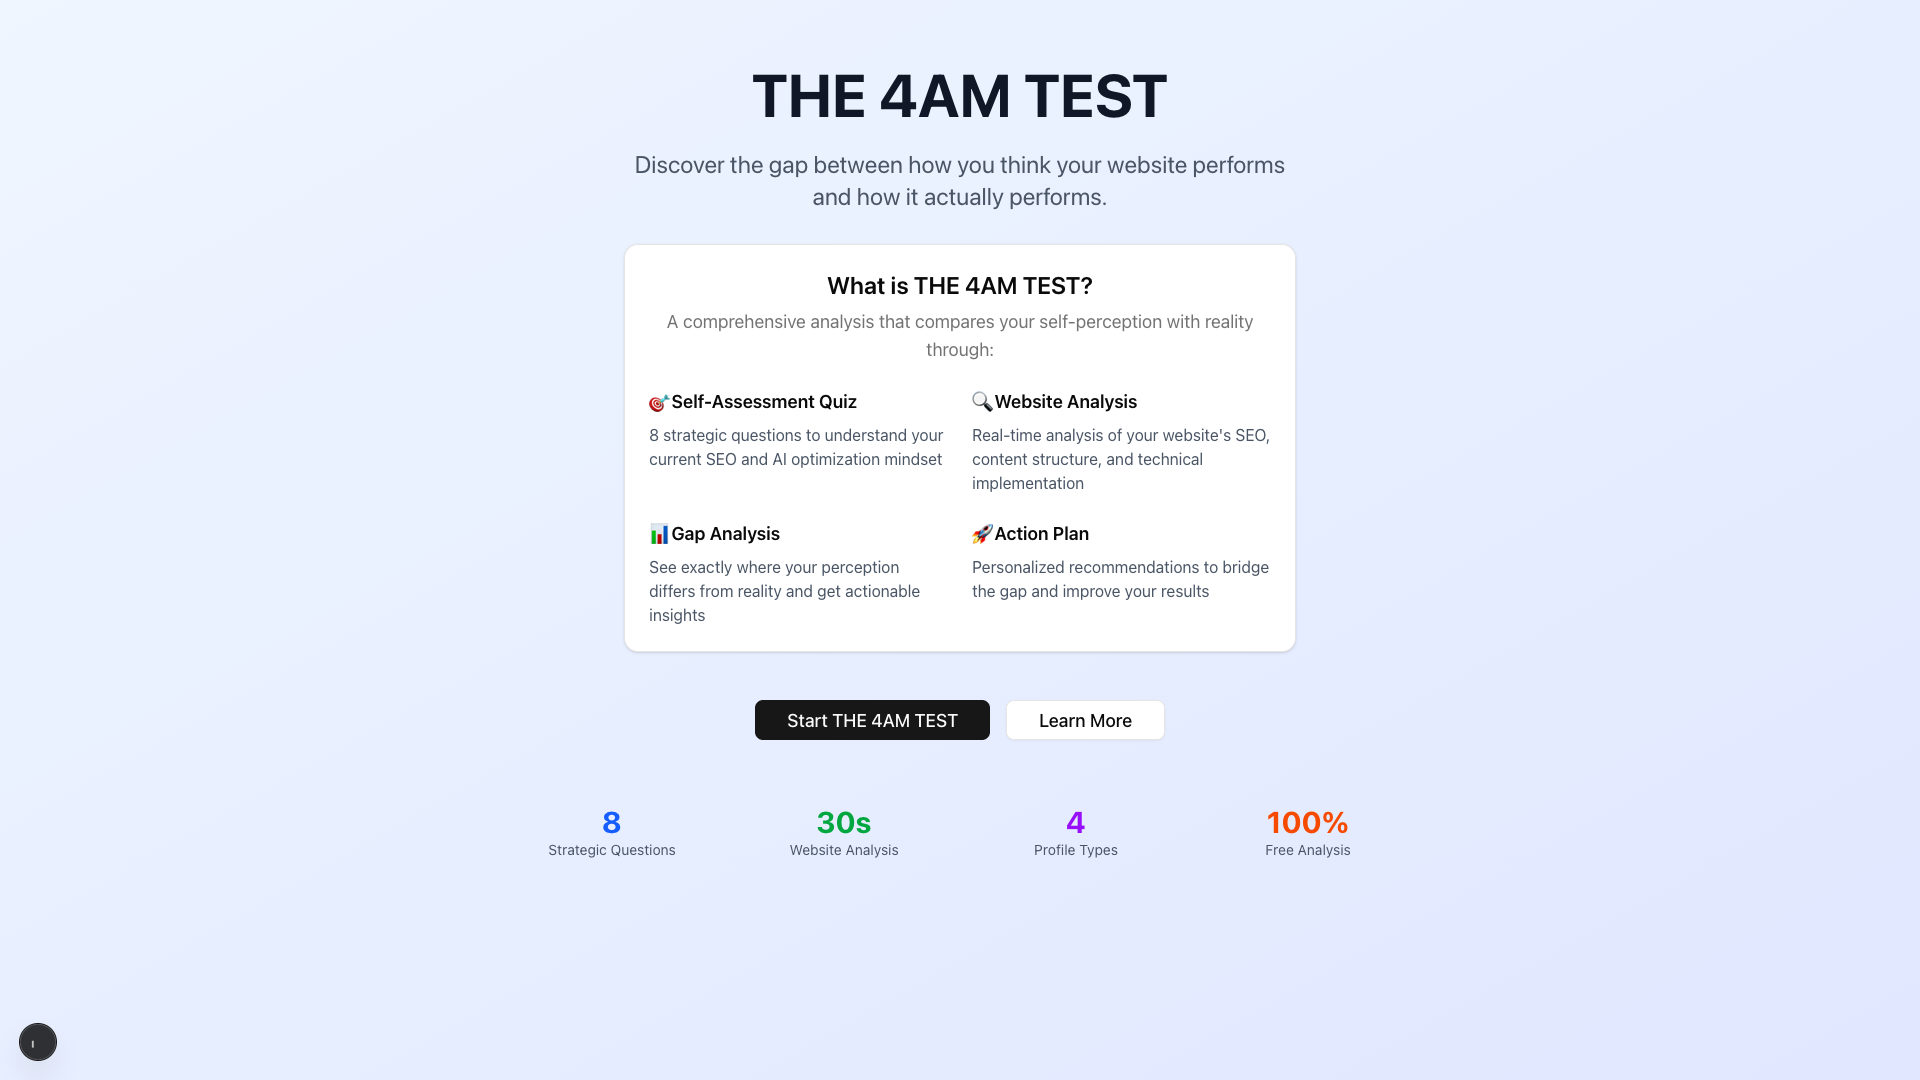 THE 4AM TEST
Discover the gap between how you think your website performs
and how it actually performs.
What is THE 4AM TEST?
A comprehensive analysis that compares your self-perception with reality
through:
🎯Self-Assessment Quiz
8 strategic questions to understand your
current SEO and AI optimization mindset
🔍Website Analysis
Real-time analysis of your website's SEO,
content structure, and technical
implementation
📊Gap Analysis
See exactly where your perception
differs from reality and get actionable
insights
🚀Action Plan
Personalized recommendations to bridge
the gap and improve your results
Start THE 4AM TEST
Learn More
8
Strategic Questions
30s
Website Analysis
4
Profile Types
100%
Free Analysis